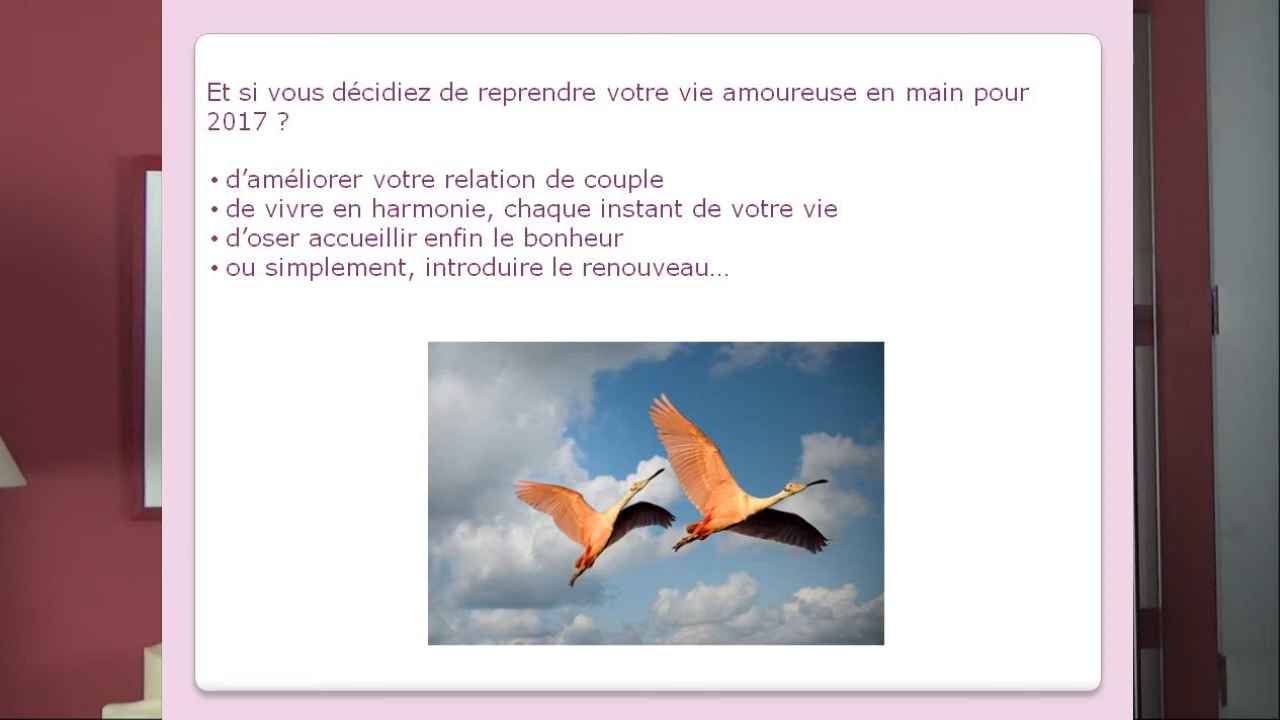 Et si vous décidiez de reprendre votre vie amoureuse en main pour
2017 ?
• d’améliorer votre relation de couple
• de vivre en harmonie, chaque instant de votre vie
• d’oser accueillir enfin le bonheur
• ou simplement, introduire le renouveau…